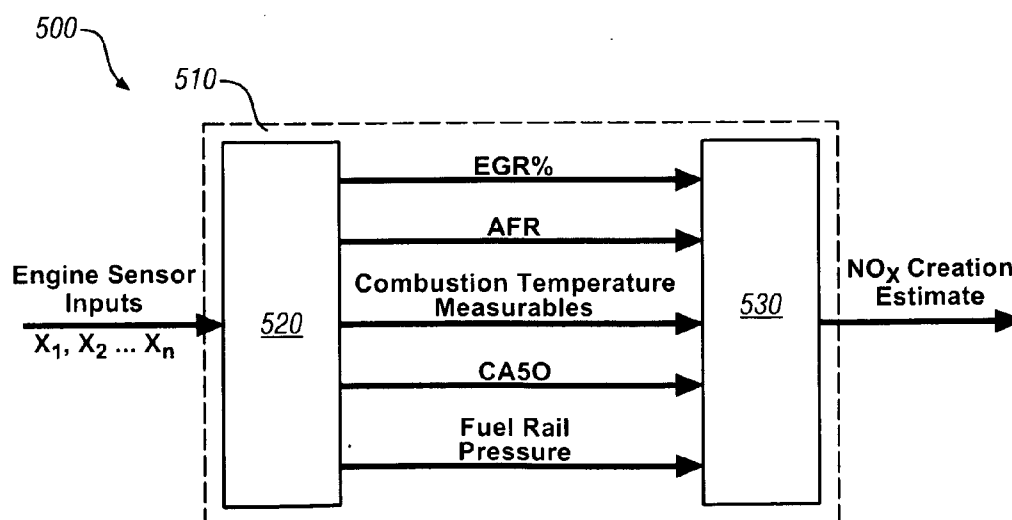 500
510
EGR%
AFR
Engine Sensor
Inputs
X1, X2 ... Xn
520
Combustion Temperature
Measurables
530
NOX Creation
Estimate
CA5O
Fuel Rail
Pressure